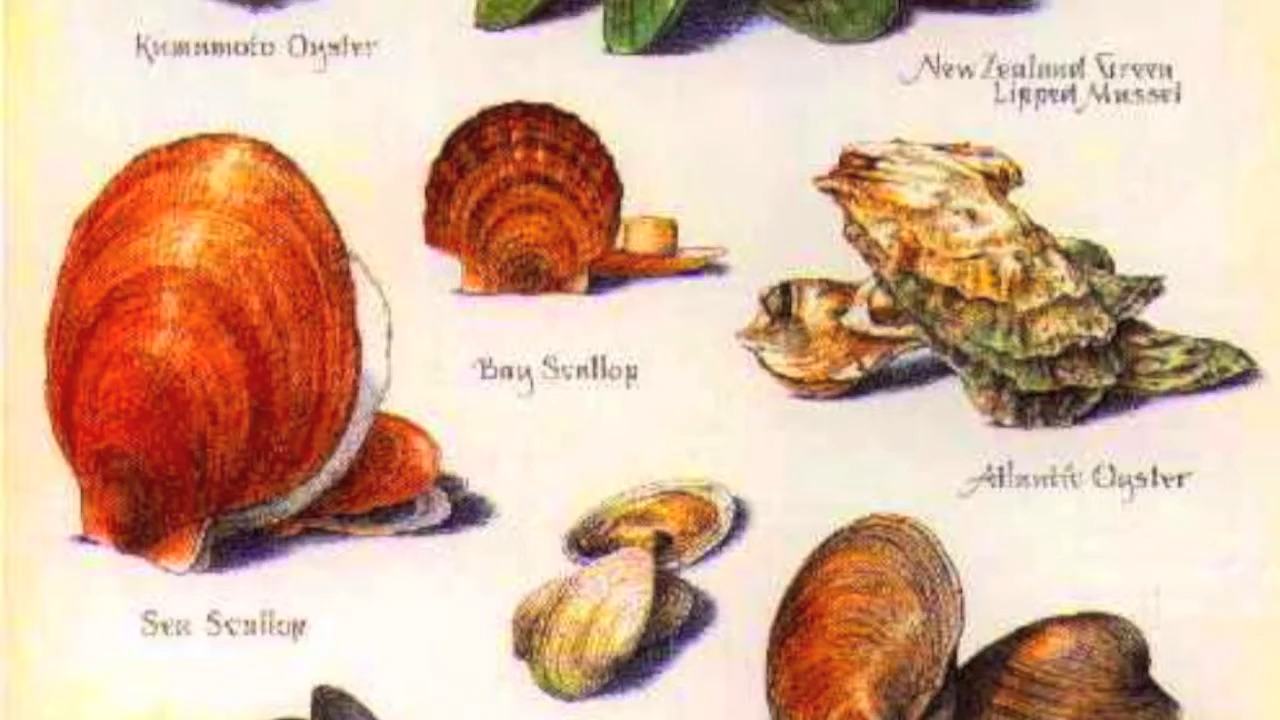 Kumamoto Oyster
New Zealand Green
Lipped Mussel
Bay Scallop
Atlantic Oyster
Sea Scallop